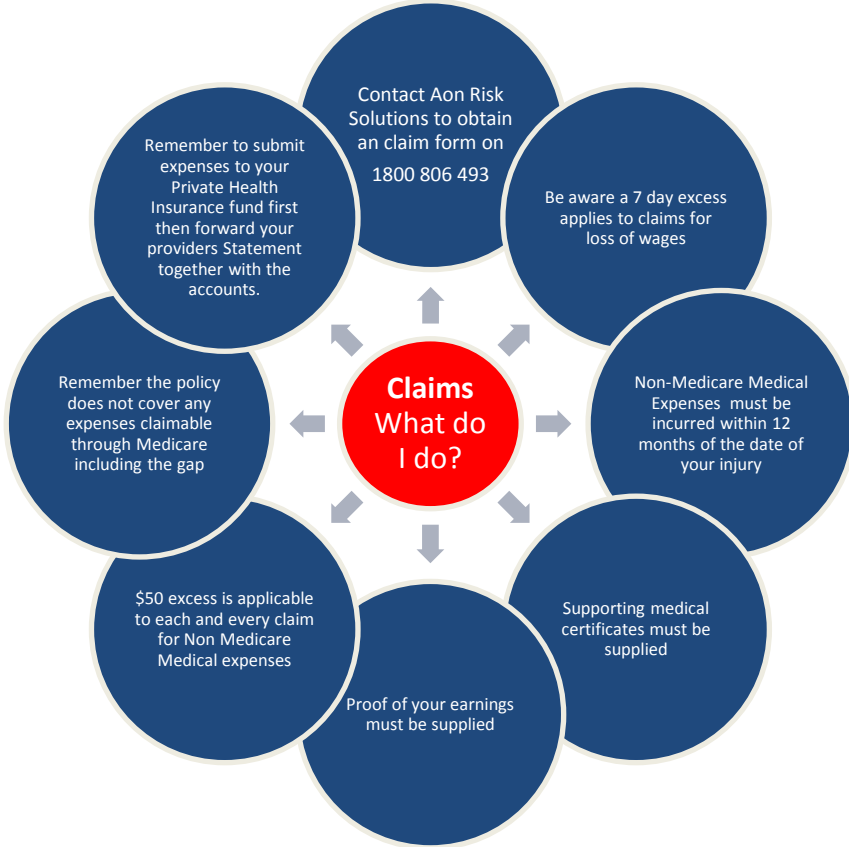 Contact Aon Risk
Solutions to obtain
an claim form on
1800 806 493
Be aware a 7 day excess
applies to claims for
loss of wages
Non-Medicare Medical
Expenses must be
incurred within 12
months of the date of
your injury
Supporting medical
certificates must be
supplied
Proof of your earnings
must be supplied
$50 excess is applicable
to each and every claim
for Non Medicare
Medical expenses
Remember the policy
does not cover any
expenses claimable
through Medicare
including the gap
Remember to submit
expenses to your
Private Health
Insurance fund first
then forward your
providers Statement
together with the
accounts.
Claims
What do
I do?